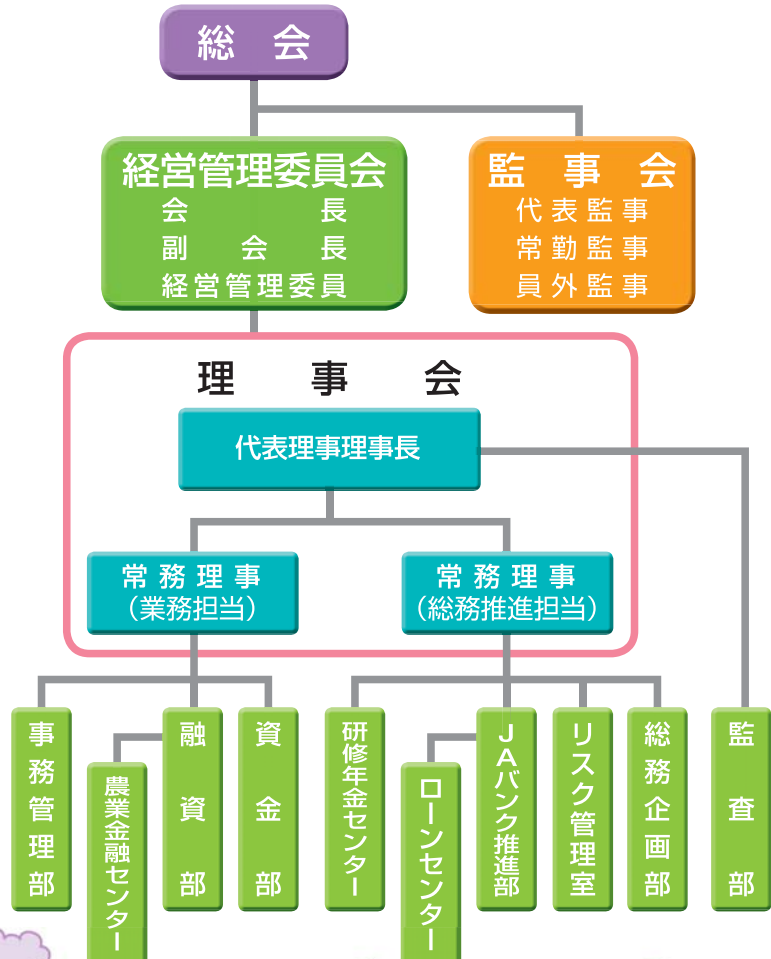 総会
経営管理委員会
会長
副会長
経営管理委員
監事会
代表監事
常勤監事
員外監事
理事会
代表理事理事長
常務理事
（業務担当）
常務理事
（総務推進担当）
事務管理部
農業金融センター
融資部
資金部
研修年金センター
ローンセンター
JAバンク推進部
リスク管理室
総務企画部
監査部